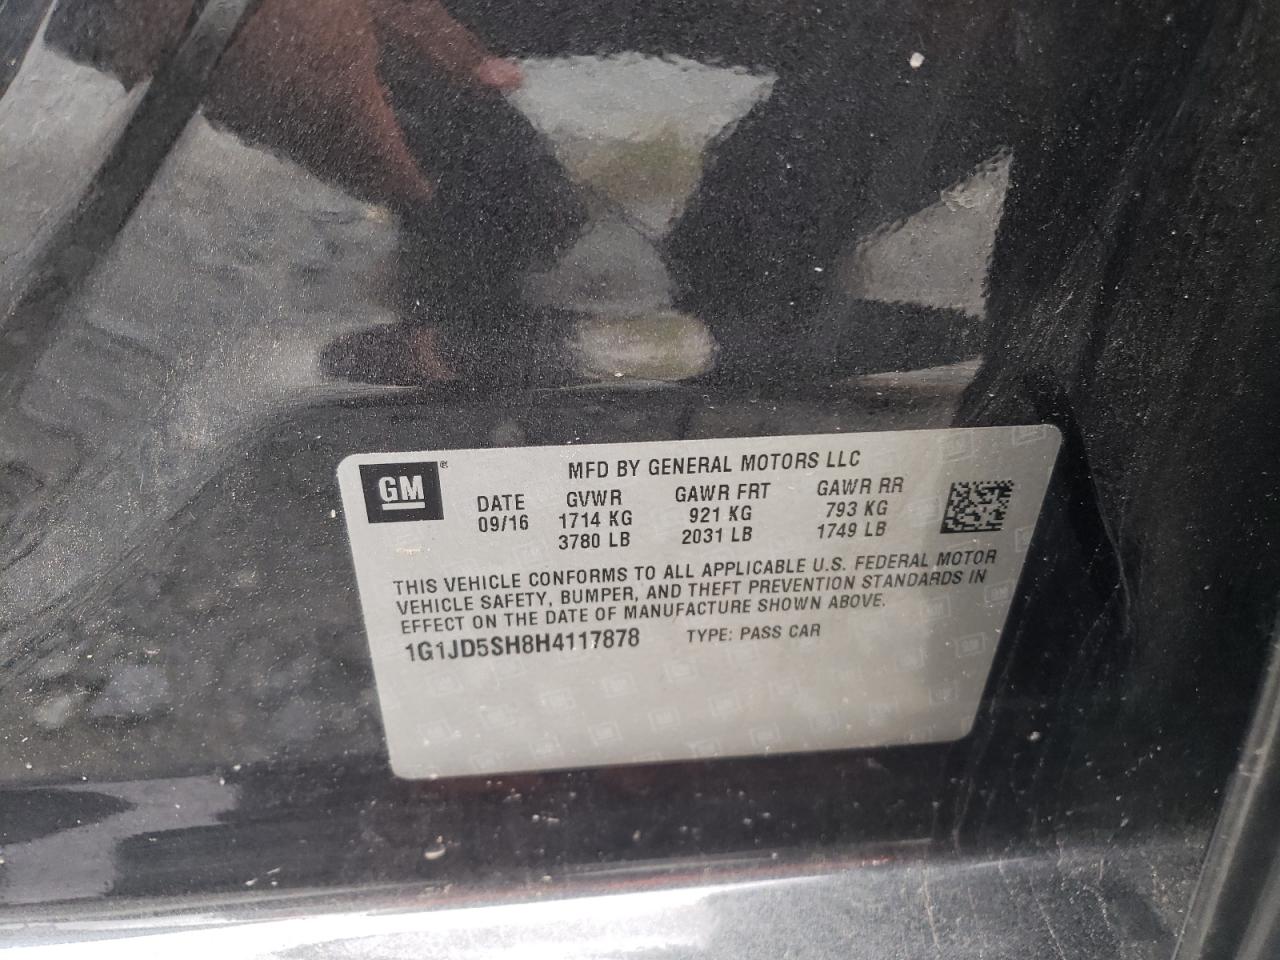 GM ®
MFD BY GENERAL MOTORS LLC
DATE GVWR GAWR FRT GAWR RR
09/16 1714 KG 921 KG 793 KG
3780 LB 2031 LB 1749 LB
THIS VEHICLE CONFORMS TO ALL APPLICABLE U.S. FEDERAL MOTOR
VEHICLE SAFETY, BUMPER, AND THEFT PREVENTION STANDARDS IN
EFFECT ON THE DATE OF MANUFACTURE SHOWN ABOVE.
1G1JD5SH8H4117878 TYPE: PASS CAR